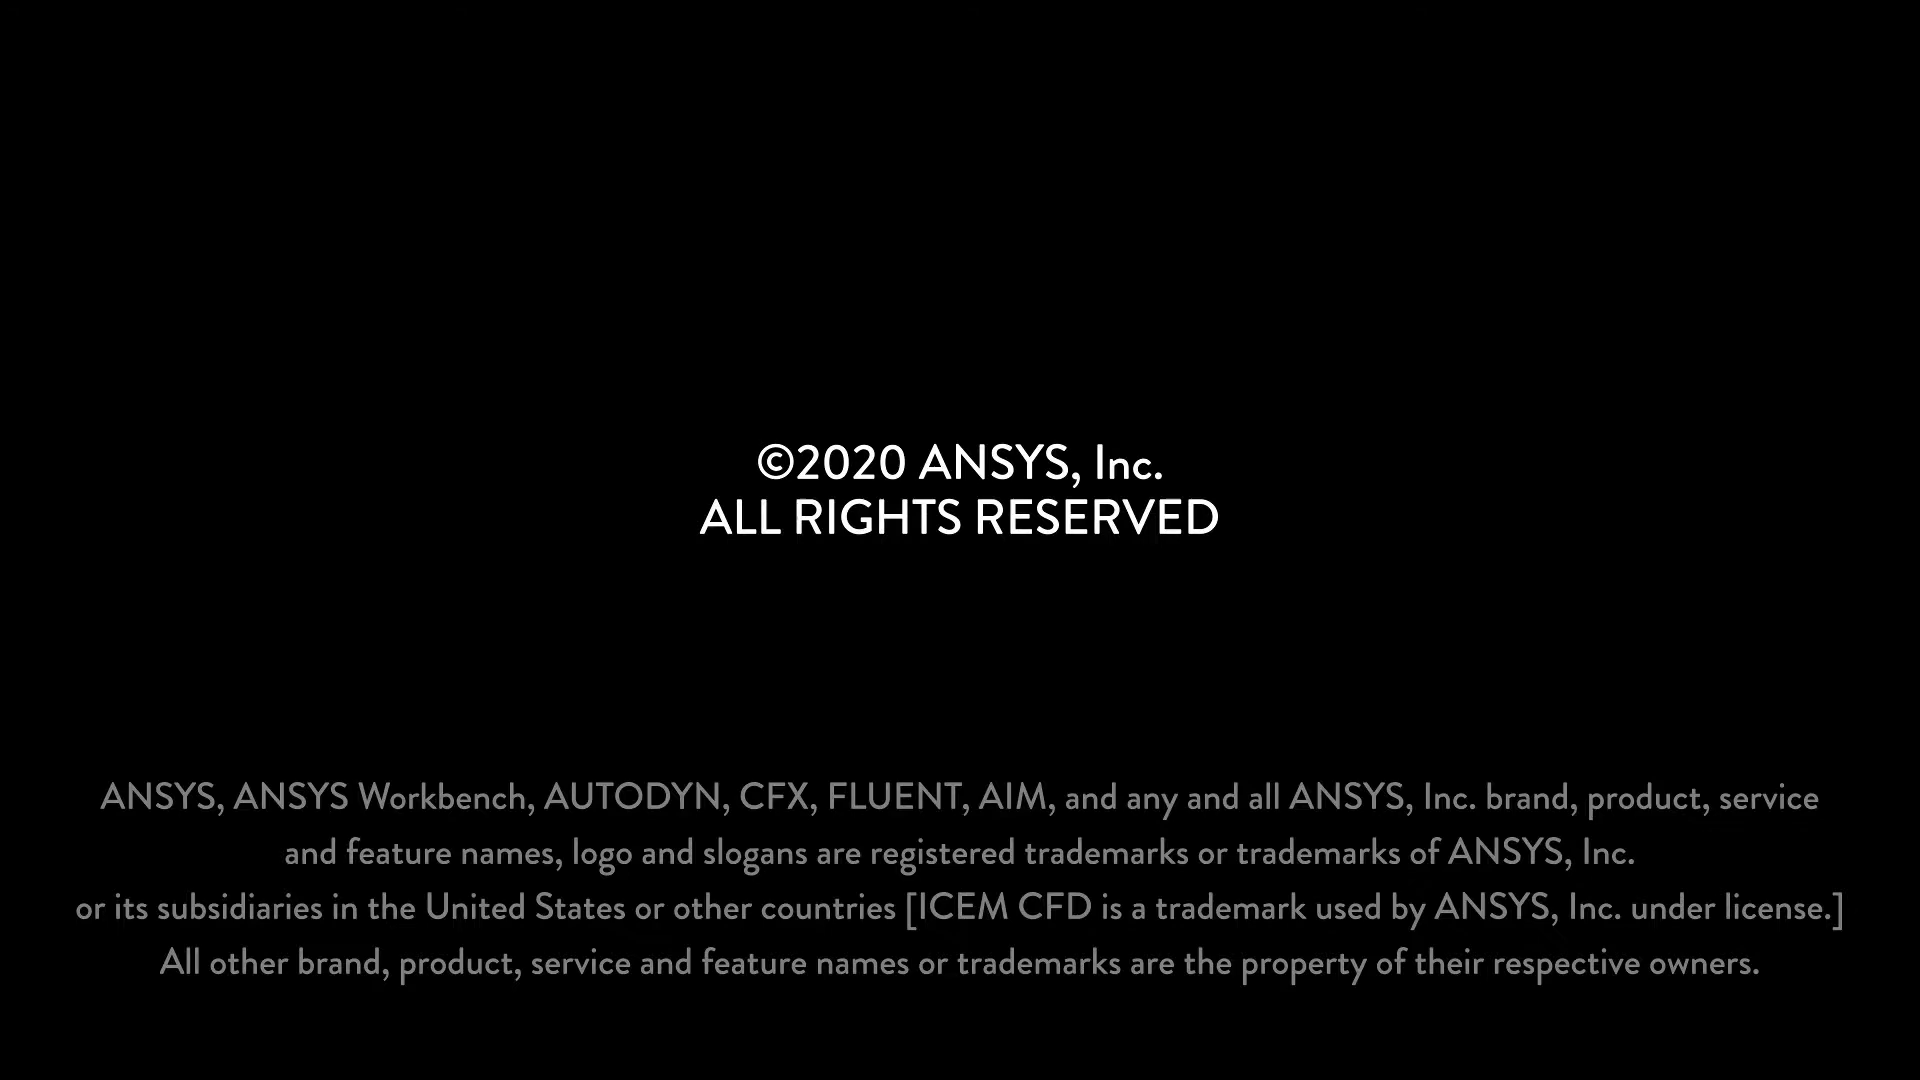 ©2020 ANSYS, Inc.
ALL RIGHTS RESERVED
ANSYS, ANSYS Workbench, AUTODYN, CFX, FLUENT, AIM, and any and all ANSYS, Inc. brand, product, service
and feature names, logo and slogans are registered trademarks or trademarks of ANSYS, Inc.
or its subsidiaries in the United States or other countries [ICEM CFD is a trademark used by ANSYS, Inc. under license.]
All other brand, product, service and feature names or trademarks are the property of their respective owners.